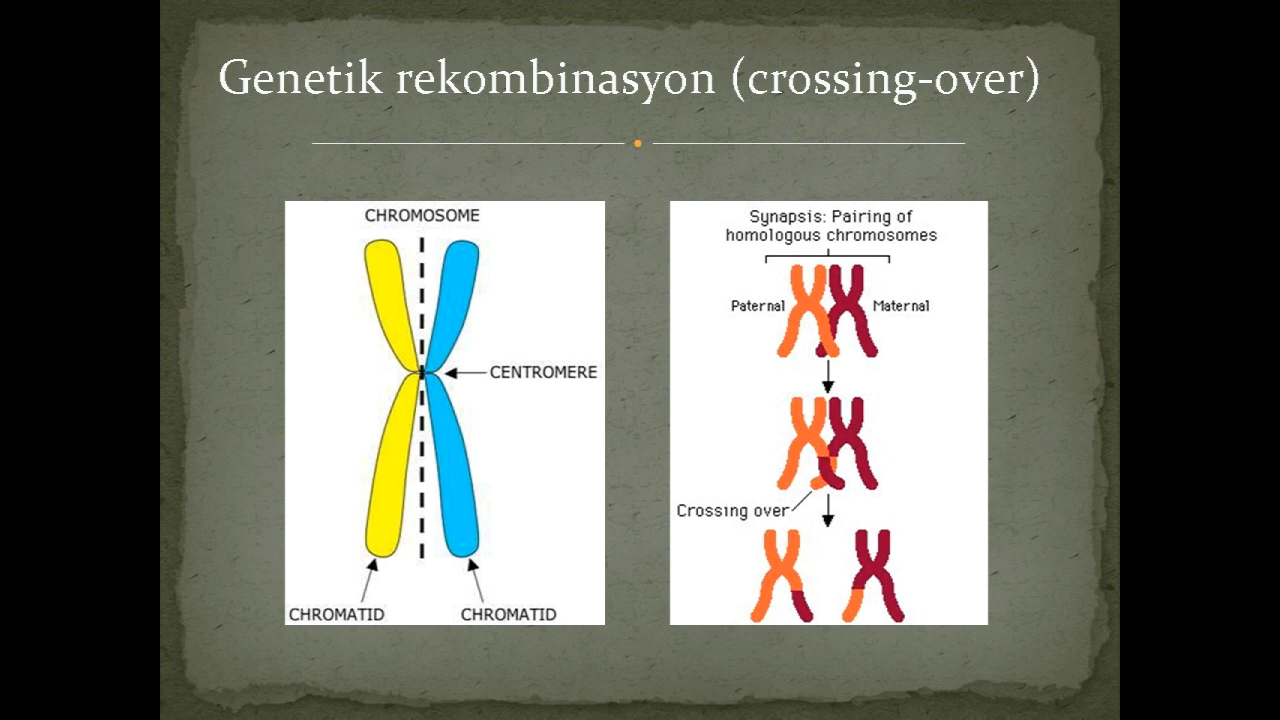 Genetik rekombinasyon (crossing-over)
CHROMOSOME
CENTROMERE
CHROMATID
CHROMATID
Synapsis: Pairing of
homologous chromosomes
Paternal
Maternal
Crossing over